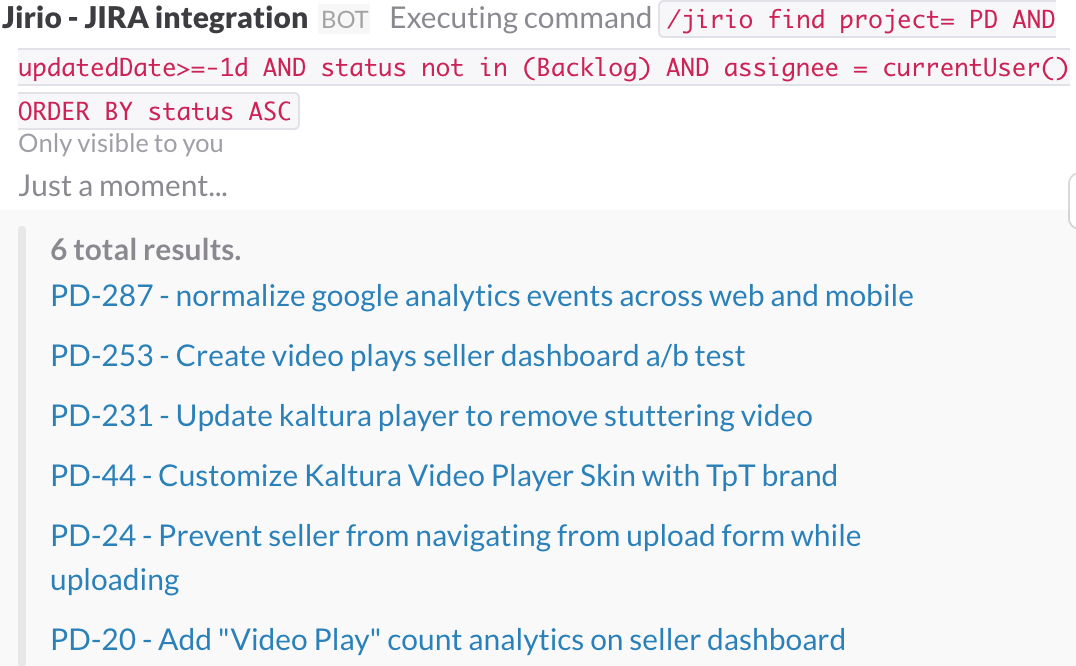 Jirio - JIRA integration BOT Executing command /jirio find project= PD AND
updatedDate>=-1d AND status not in (Backlog) AND assignee = currentUser()
ORDER BY status ASC
Only visible to you
Just a moment...
6 total results.
PD-287 - normalize google analytics events across web and mobile
PD-253 - Create video plays seller dashboard a/b test
PD-231 - Update kaltura player to remove stuttering video
PD-44 - Customize Kaltura Video Player Skin with TpT brand
PD-24 - Prevent seller from navigating from upload form while
uploading
PD-20 - Add "Video Play" count analytics on seller dashboard